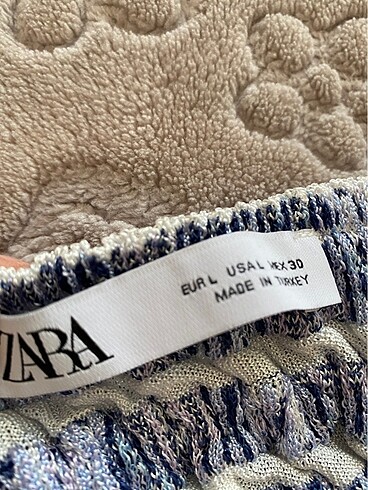 ZARA
EUR L USA L MEX 30
MADE IN TURKEY